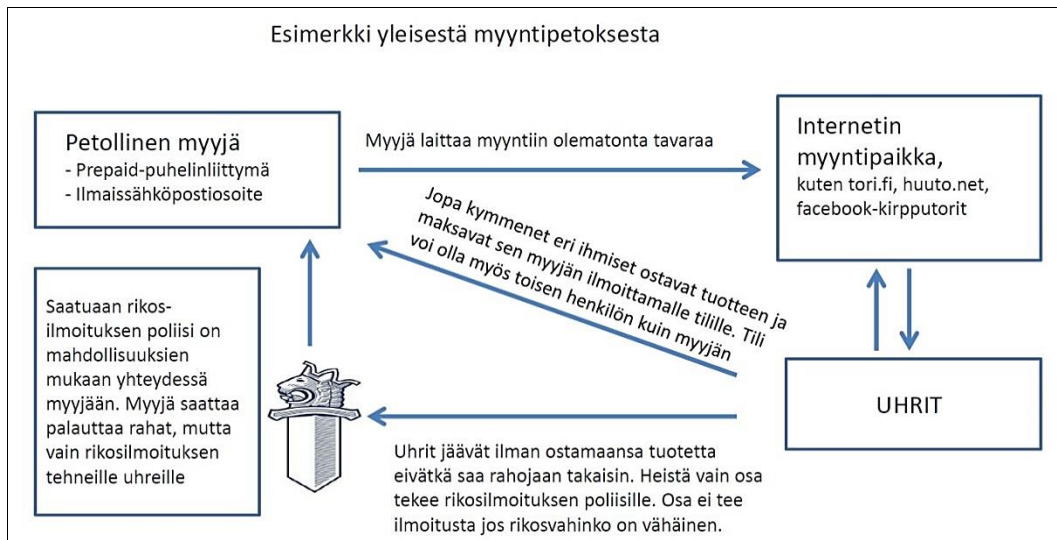 Esimerkki yleisestä myyntipetoksesta
Petollinen myyjä
- Prepaid-puhelinliittymä
- Ilmaissähköpostiosoite
Myyjä laittaa myyntiin olematonta tavaraa
Internetin
myyntipaikka,
kuten tori.fi, huuto.net,
facebook-kirpputorit
Jopa kymmenet eri ihmiset ostavat tuotteen ja
maksavat sen myyjän ilmoittamalle tilille. Tili
voi olla myös toisen henkilön kuin myyjän
Saatuaan rikos-
ilmoituksen poliisi on
mahdollisuuksien
mukaan yhteydessä
myyjään. Myyjä saattaa
palauttaa rahat, mutta
vain rikosilmoituksen
tehneille uhreille
UHRIT
Uhrit jäävät ilman ostamaansa tuotetta
eivätkä saa rahojaan takaisin. Heistä vain osa
tekee rikosilmoituksen poliisille. Osa ei tee
ilmoitusta jos rikosvahinko on vähäinen.